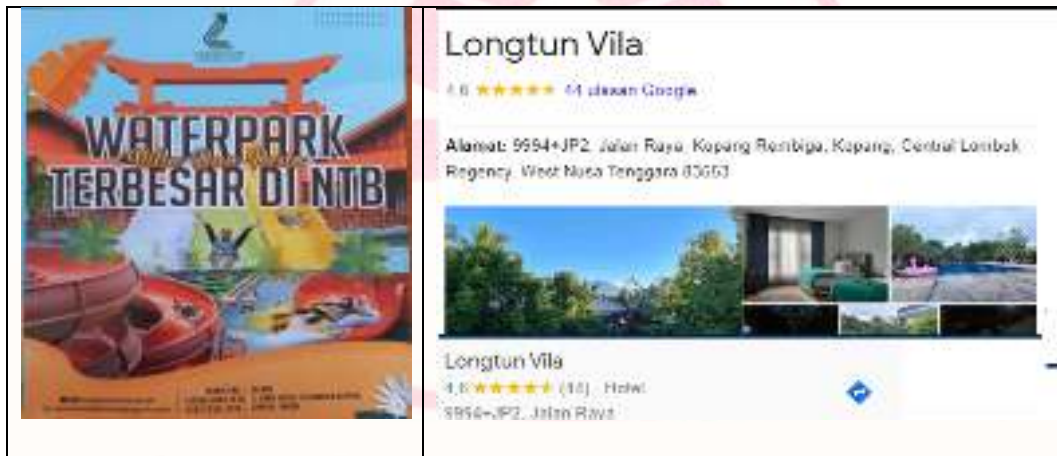 WATERPARK
TERBESAR DI NTB
Longtun Vila
4,6 44 ulasan Google
Alamat: 9994+JP2, Jalan Raya, Kopang Rembiga, Kopang, Central Lombok
Regency, West Nusa Tenggara 83553
Longtun Vila
4,6 (44) · Hotel
9994+JP2, Jalan Raya